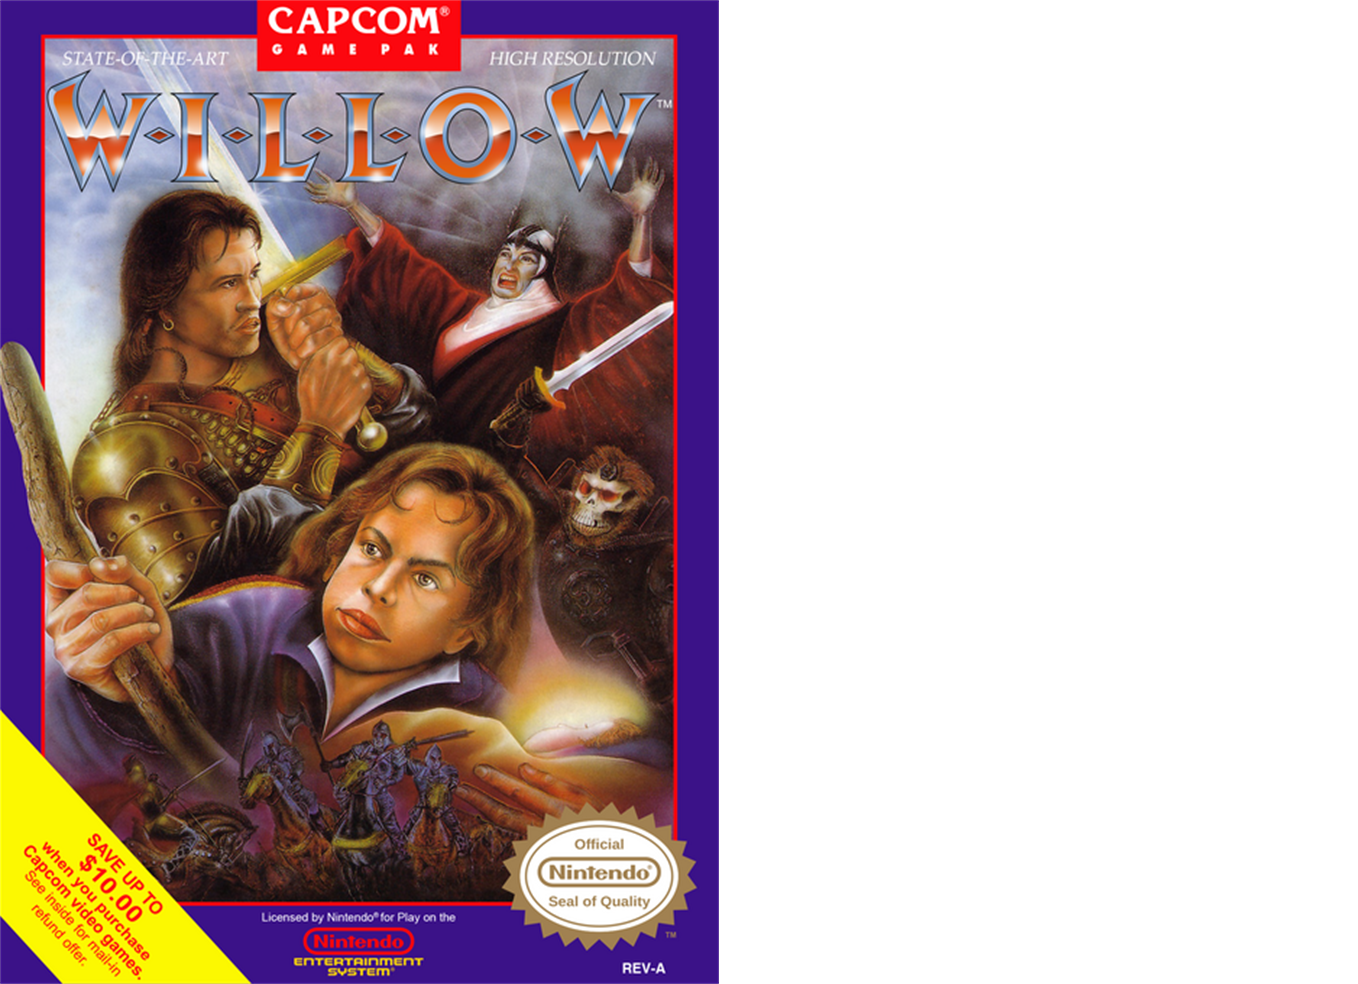 CAPCOM®
GAME PAK
STATE-OF-THE-ART
HIGH RESOLUTION
W·I·L·L·O·W™
SAVE UP TO
$10.00
when you purchase
Capcom video games.
See inside for mail-in
refund offer.
Official
Nintendo®
Seal of Quality
TM
Licensed by Nintendo® for Play on the
Nintendo
ENTERTAINMENT
SYSTEM®
REV-A